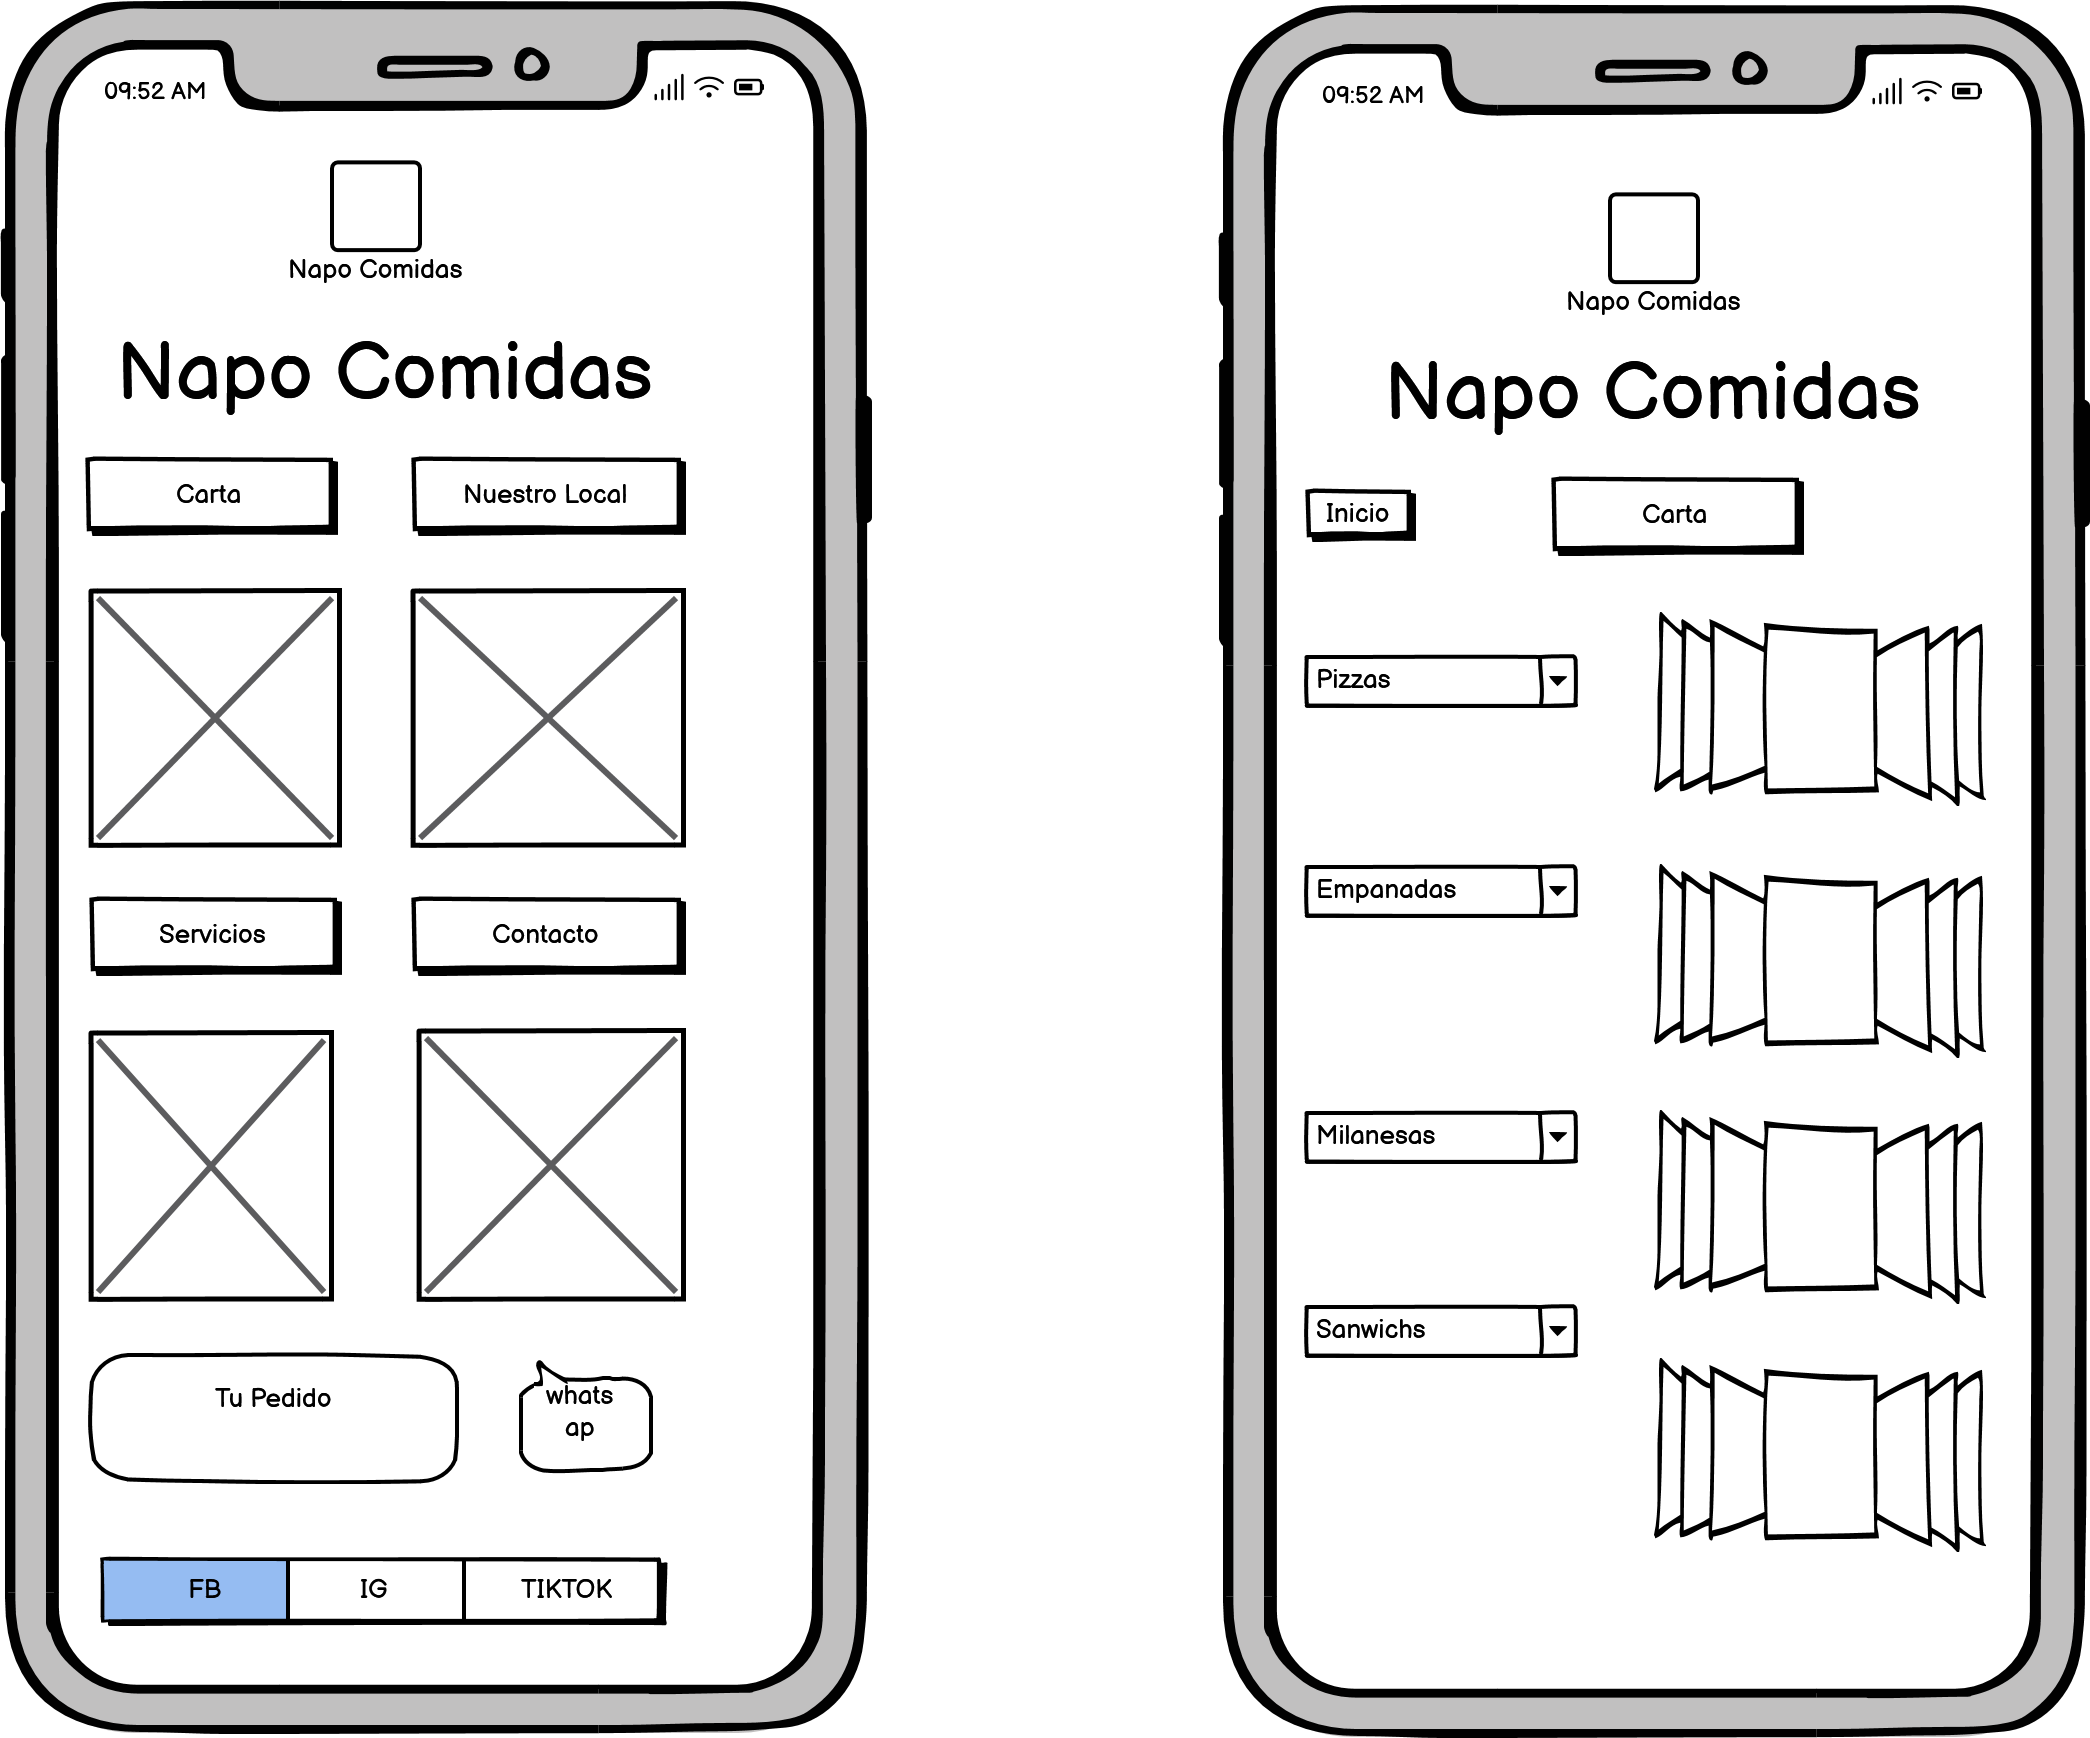 09:52 AM
Napo Comidas
Napo Comidas
Carta
Nuestro Local
Servicios
Contacto
Tu Pedido
whats
ap
FB
IG
TIKTOK
09:52 AM
Napo Comidas
Napo Comidas
Inicio
Carta
Pizzas
Empanadas
Milanesas
Sanwichs